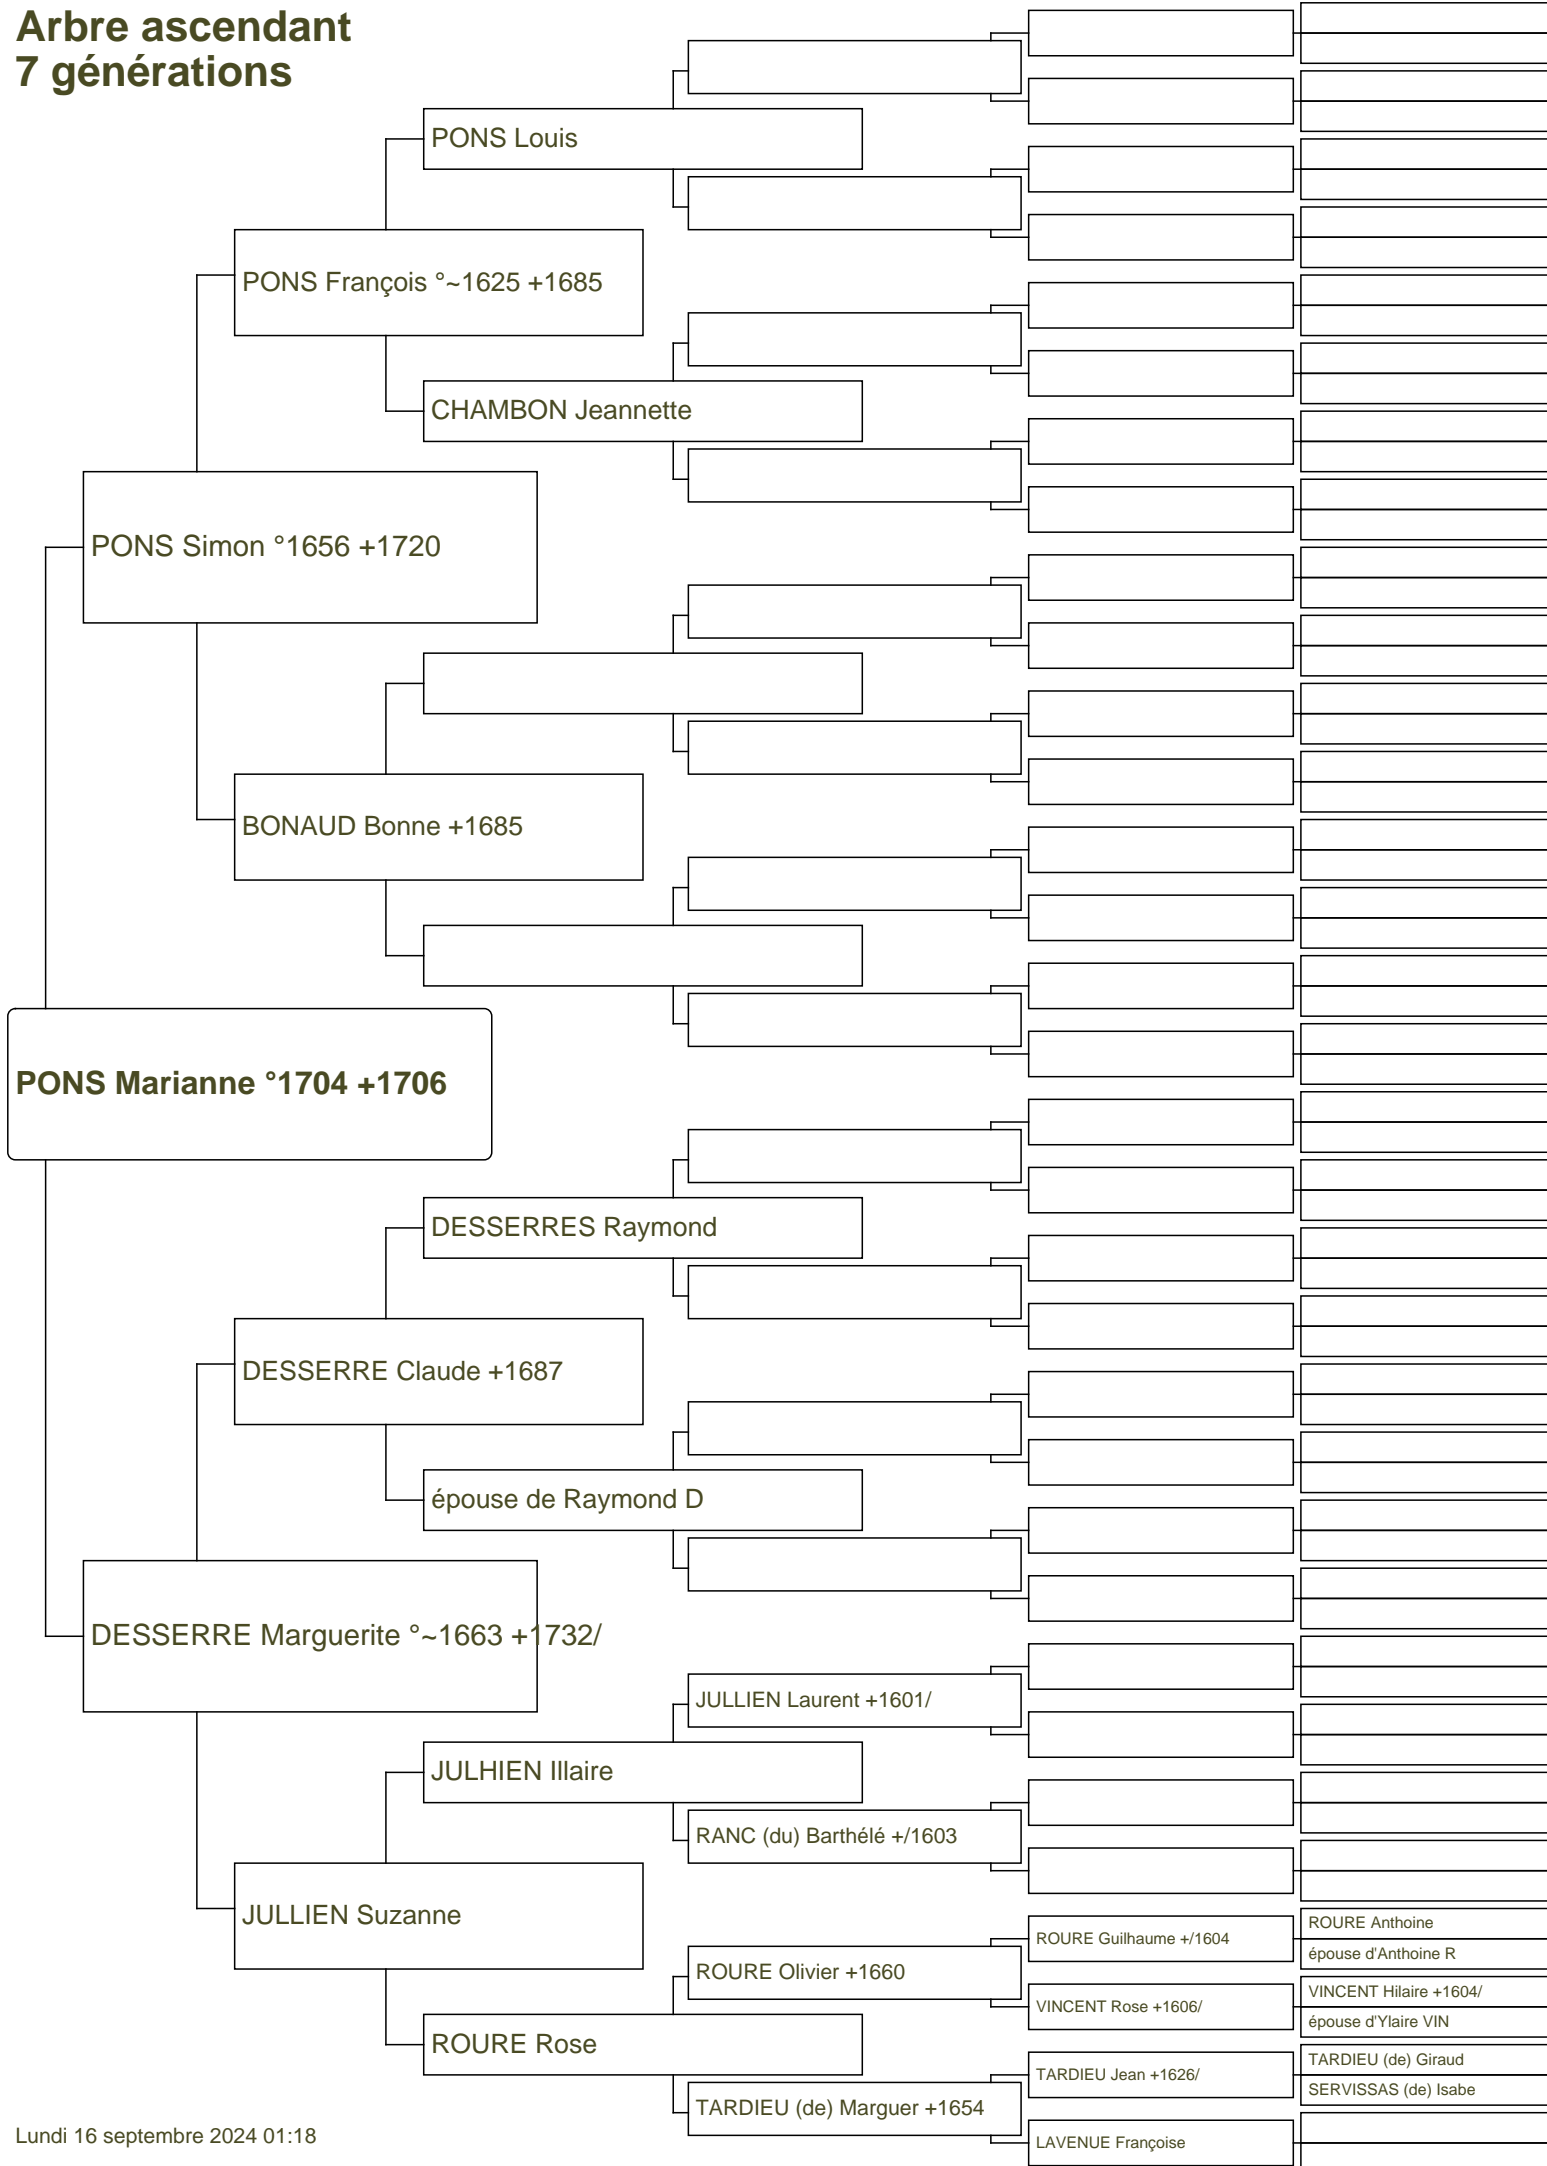 Arbre ascendant
7 générations
PONS Louis
PONS François °~1625 +1685
CHAMBON Jeannette
PONS Simon °1656 +1720
BONAUD Bonne +1685
PONS Marianne °1704 +1706
DESSERRES Raymond
DESSERRE Claude +1687
épouse de Raymond D
DESSERRE Marguerite °~1663 +1732/
JULLIEN Laurent +1601/
JULHIEN Illaire
RANC (du) Barthélé +/1603
JULLIEN Suzanne
ROURE Anthoine
ROURE Guilhaume +/1604
épouse d'Anthoine R
ROURE Olivier +1660
VINCENT Hilaire +1604/
VINCENT Rose +1606/
épouse d'Ylaire VIN
ROURE Rose
TARDIEU (de) Giraud
TARDIEU Jean +1626/
SERVISSAS (de) Isabe
TARDIEU (de) Marguer +1654
LAVENUE Françoise
Lundi 16 septembre 2024 01:18